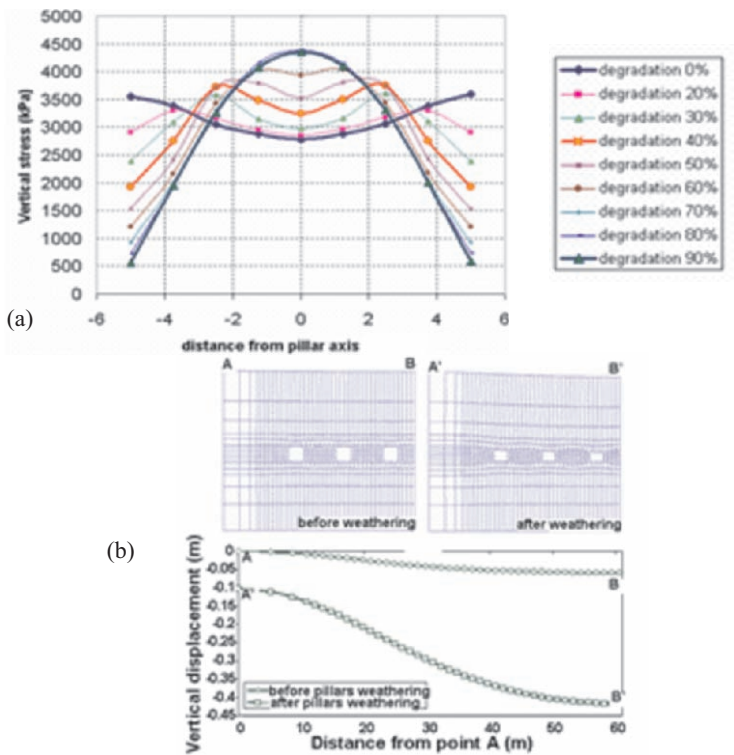 5000
4500
4000
3500
3000
2500
2000
1500
1000
500
0
Vertical stress (kPa)
-6 -4 -2 0 2 4 6
distance from pillar axis
degradation 0%
degradation 20%
degradation 30%
degradation 40%
degradation 50%
degradation 60%
degradation 70%
degradation 80%
degradation 90%
(a)
A B A' B'
before weathering after weathering
(b)
Vertical displacement (m)
0
-0.05
-0.1
-0.15
-0.2
-0.25
-0.3
-0.35
-0.4
-0.45
A B
A' B'
before pillars weathering
after pillars weathering
0 10 20 30 40 50 60
Distance from point A (m)